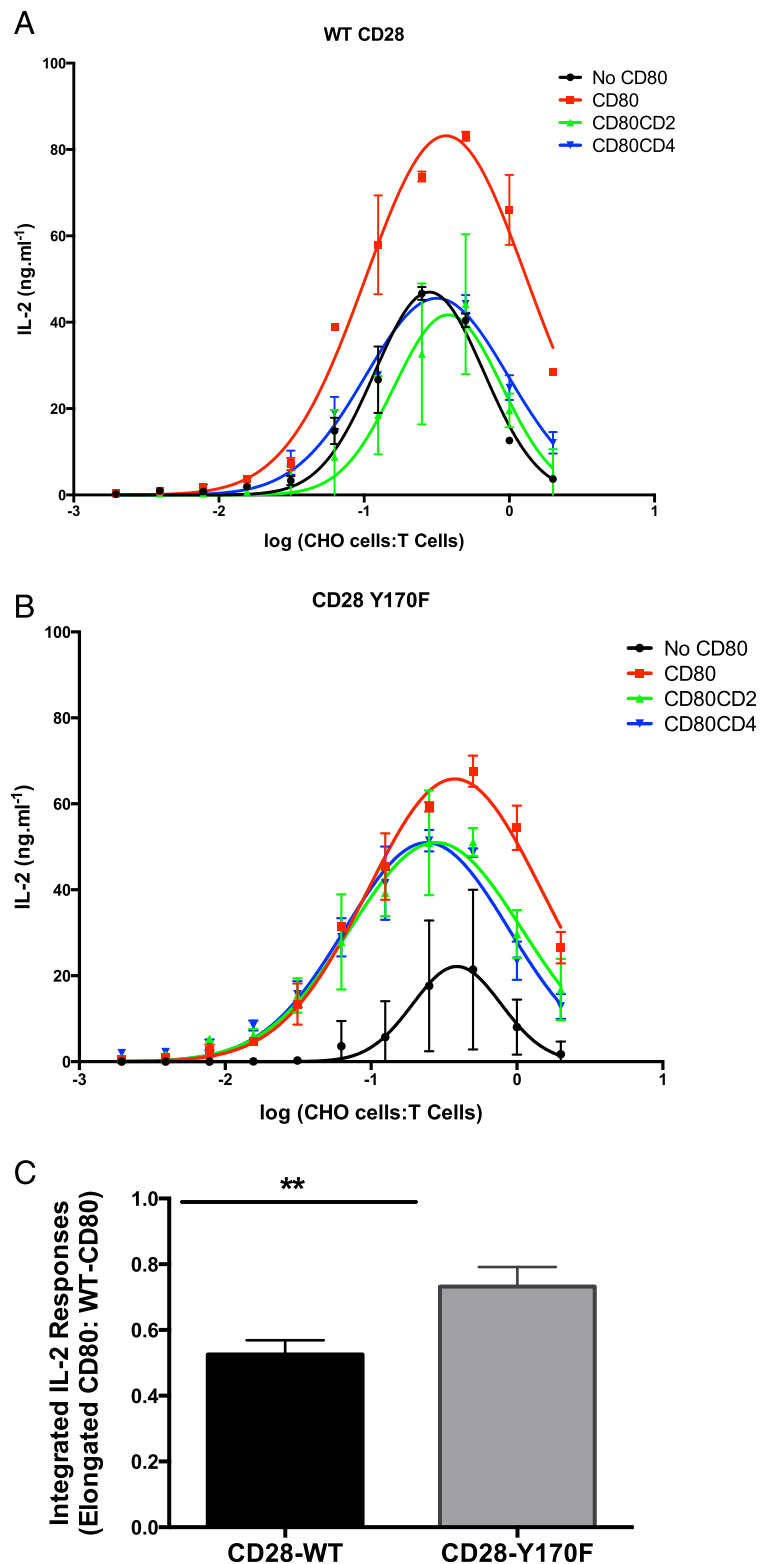 A
WT CD28
100
80
60
40
20
0
IL-2 (ng.ml-1)
-3 -2 -1 0 1
log (CHO cells:T Cells)
No CD80
CD80
CD80CD2
CD80CD4
B
CD28 Y170F
100
80
60
40
20
0
IL-2 (ng.ml-1)
-3 -2 -1 0 1
log (CHO cells:T Cells)
No CD80
CD80
CD80CD2
CD80CD4
C
**
Integrated IL-2 Responses
(Elongated CD80: WT-CD80)
1.0
0.8
0.6
0.4
0.2
0.0
CD28-WT CD28-Y170F